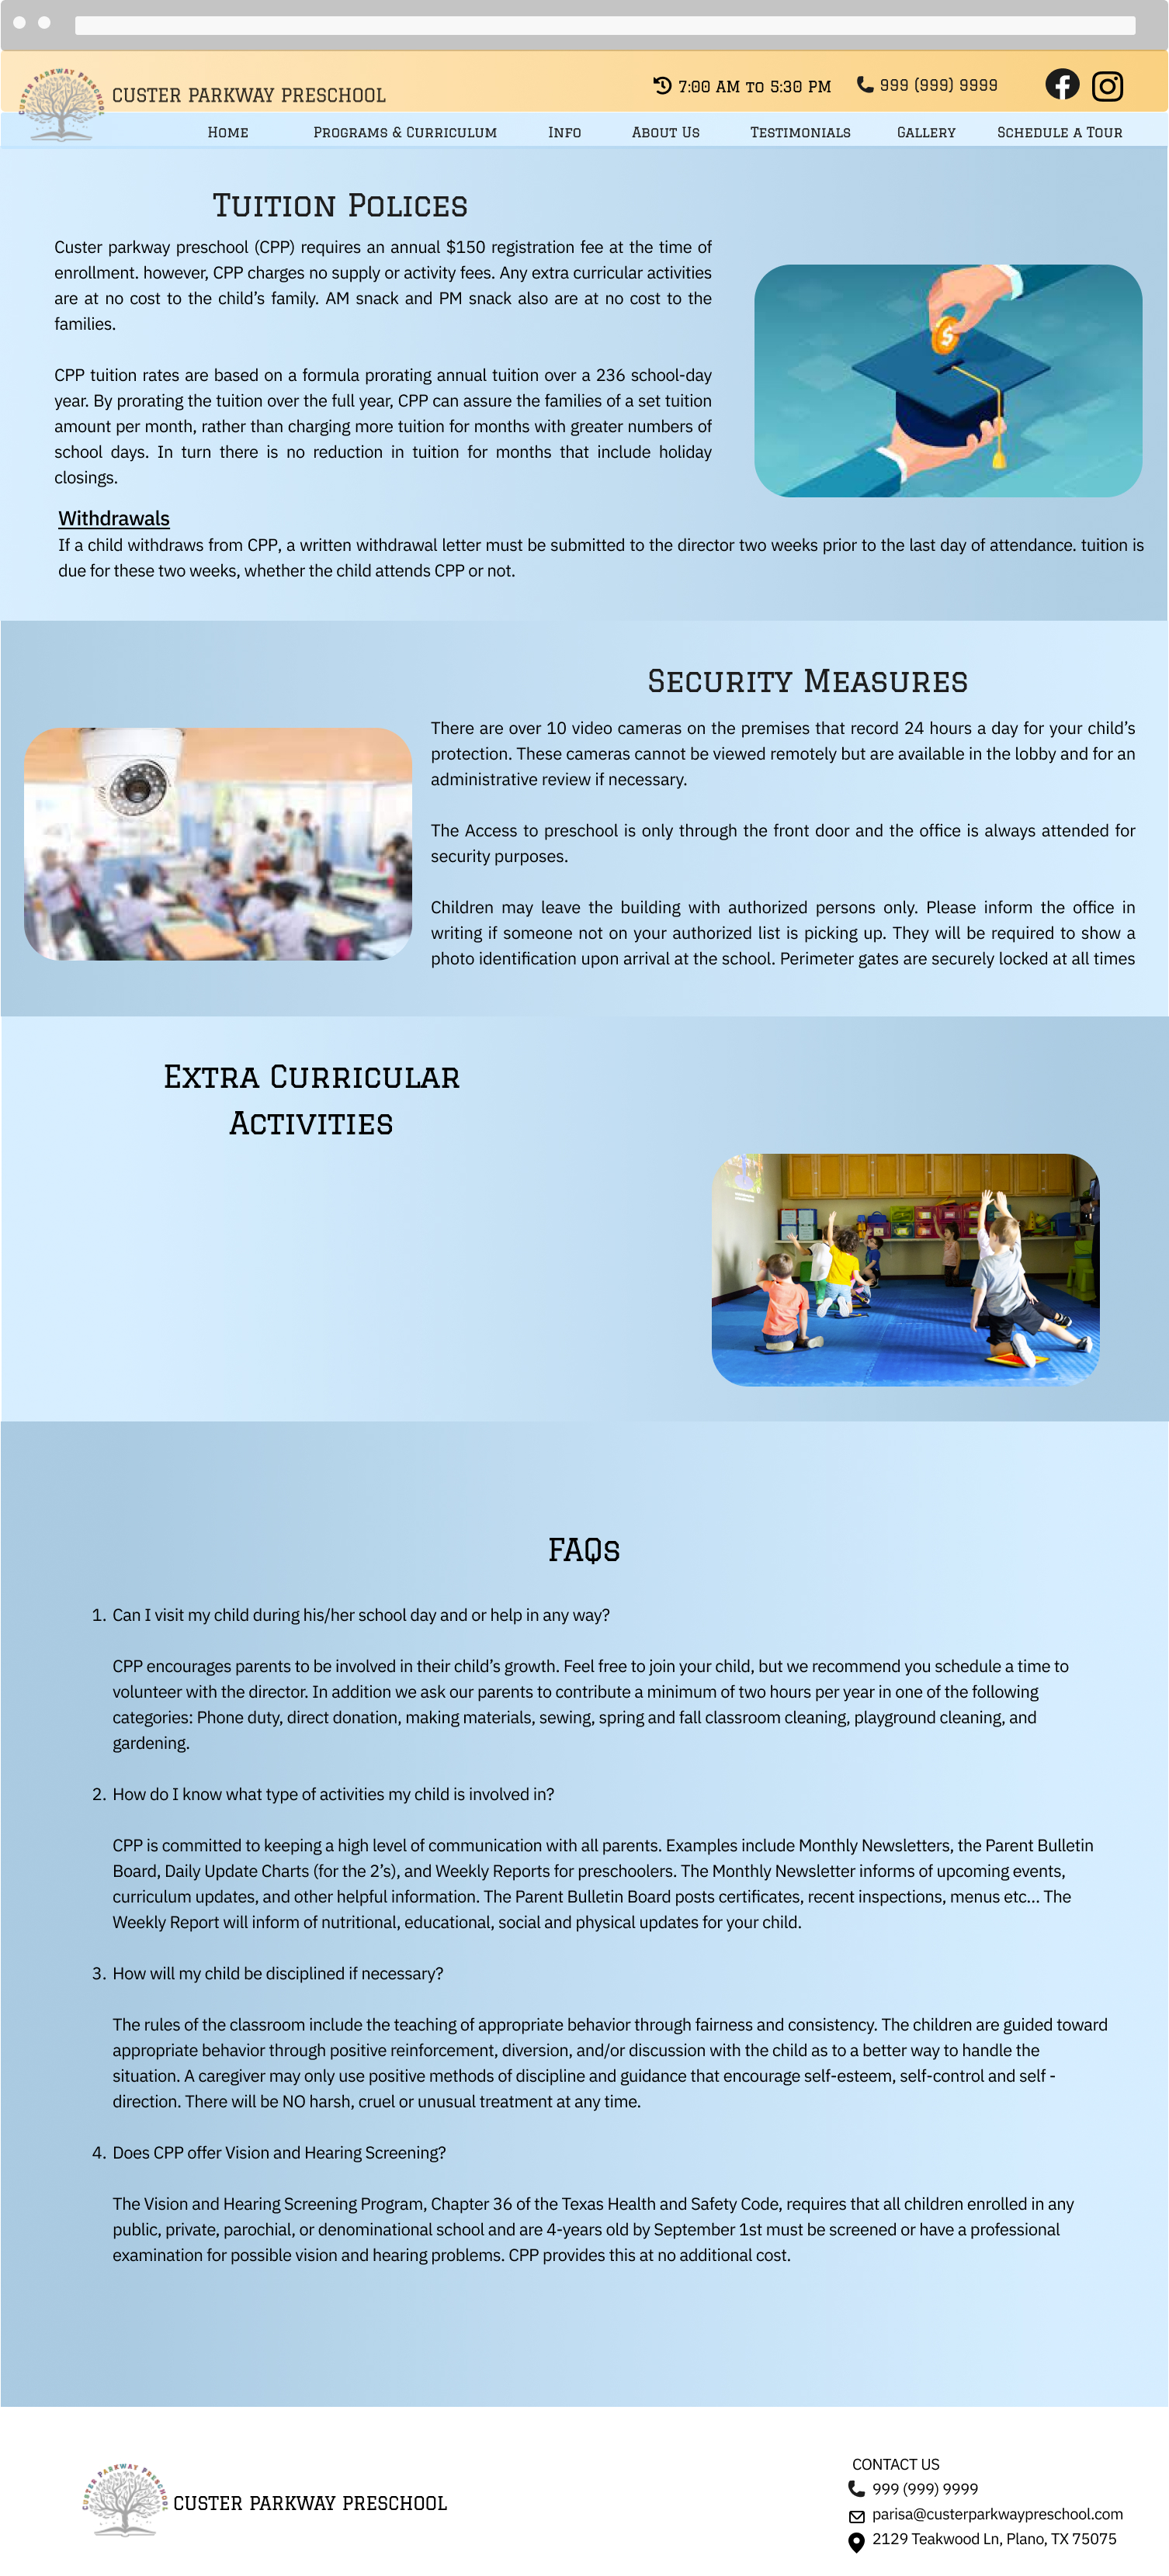 CUSTER PARKWAY PRESCHOOL
CUSTER PARKWAY PRESCHOOL
7:00 AM to 5:30 PM
999 (999) 9999
Home
Programs & Curriculum
Info
About Us
Testimonials
Gallery
Schedule a Tour
Tuition Polices
Custer parkway preschool (CPP) requires an annual $150 registration fee at the time of
enrollment. however, CPP charges no supply or activity fees. Any extra curricular activities
are at no cost to the child’s family. AM snack and PM snack also are at no cost to the
families.
CPP tuition rates are based on a formula prorating annual tuition over a 236 school-day
year. By prorating the tuition over the full year, CPP can assure the families of a set tuition
amount per month, rather than charging more tuition for months with greater numbers of
school days. In turn there is no reduction in tuition for months that include holiday
closings.
Withdrawals
If a child withdraws from CPP, a written withdrawal letter must be submitted to the director two weeks prior to the last day of attendance. tuition is
due for these two weeks, whether the child attends CPP or not.
Security Measures
There are over 10 video cameras on the premises that record 24 hours a day for your child’s
protection. These cameras cannot be viewed remotely but are available in the lobby and for an
administrative review if necessary.
The Access to preschool is only through the front door and the office is always attended for
security purposes.
Children may leave the building with authorized persons only. Please inform the office in
writing if someone not on your authorized list is picking up. They will be required to show a
photo identification upon arrival at the school. Perimeter gates are securely locked at all times
Extra Curricular
Activities
FAQs
1. Can I visit my child during his/her school day and or help in any way?
CPP encourages parents to be involved in their child’s growth. Feel free to join your child, but we recommend you schedule a time to
volunteer with the director. In addition we ask our parents to contribute a minimum of two hours per year in one of the following
categories: Phone duty, direct donation, making materials, sewing, spring and fall classroom cleaning, playground cleaning, and
gardening.
2. How do I know what type of activities my child is involved in?
CPP is committed to keeping a high level of communication with all parents. Examples include Monthly Newsletters, the Parent Bulletin
Board, Daily Update Charts (for the 2’s), and Weekly Reports for preschoolers. The Monthly Newsletter informs of upcoming events,
curriculum updates, and other helpful information. The Parent Bulletin Board posts certificates, recent inspections, menus etc... The
Weekly Report will inform of nutritional, educational, social and physical updates for your child.
3. How will my child be disciplined if necessary?
The rules of the classroom include the teaching of appropriate behavior through fairness and consistency. The children are guided toward
appropriate behavior through positive reinforcement, diversion, and/or discussion with the child as to a better way to handle the
situation. A caregiver may only use positive methods of discipline and guidance that encourage self-esteem, self-control and self -
direction. There will be NO harsh, cruel or unusual treatment at any time.
4. Does CPP offer Vision and Hearing Screening?
The Vision and Hearing Screening Program, Chapter 36 of the Texas Health and Safety Code, requires that all children enrolled in any
public, private, parochial, or denominational school and are 4-years old by September 1st must be screened or have a professional
examination for possible vision and hearing problems. CPP provides this at no additional cost.
CUSTER PARKWAY PRESCHOOL
CUSTER PARKWAY PRESCHOOL
CONTACT US
999 (999) 9999
parisa@custerparkwaypreschool.com
2129 Teakwood Ln, Plano, TX 75075